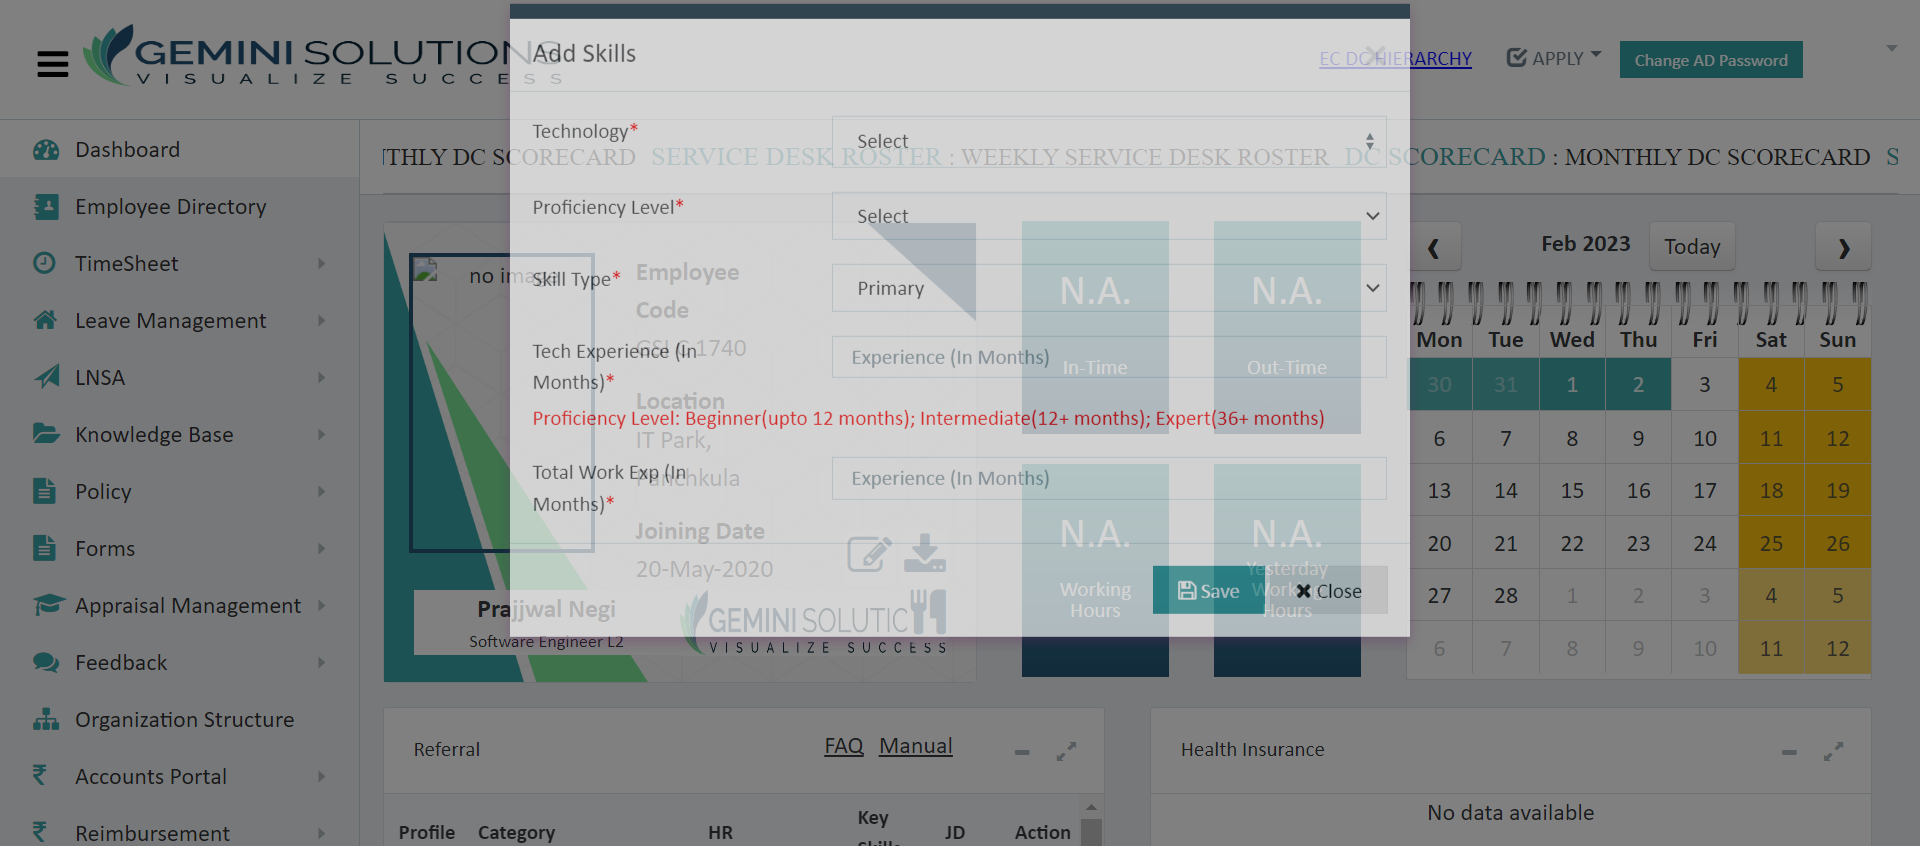 GEMINI SOLUTIONS
VISUALIZE SUCCESS
EC DC HIERARCHY
APPLY
Change AD Password
Add Skills
Technology*
Select
Proficiency Level*
Select
Skill Type*
Primary
Tech Experience (In
Months)*
Experience (In Months)
Proficiency Level: Beginner(upto 12 months); Intermediate(12+ months); Expert(36+ months)
Total Work Exp (In
Months)*
Experience (In Months)
Save
Close
Dashboard
Employee Directory
TimeSheet
Leave Management
LNSA
Knowledge Base
Policy
Forms
Appraisal Management
Feedback
Organization Structure
Accounts Portal
Reimbursement
THLY DC SCORECARD SERVICE DESK ROSTER : WEEKLY SERVICE DESK ROSTER DC SCORECARD : MONTHLY DC SCORECARD S
no image
Employee
Code
1740
Location
IT Park,
Panchkula
Joining Date
20-May-2020
Prajjwal Negi
Software Engineer L2
GEMINI SOLUTIC
VISUALIZE SUCCESS
N.A.
In-Time
N.A.
Out-Time
N.A.
Working
Hours
N.A.
Yesterday
Working
Hours
Feb 2023
Today
Mon Tue Wed Thu Fri Sat Sun
30 31 1 2 3 4 5
6 7 8 9 10 11 12
13 14 15 16 17 18 19
20 21 22 23 24 25 26
27 28 1 2 3 4 5
6 7 8 9 10 11 12
Referral
FAQ Manual
Profile Category HR Key Skills JD Action
Health Insurance
No data available